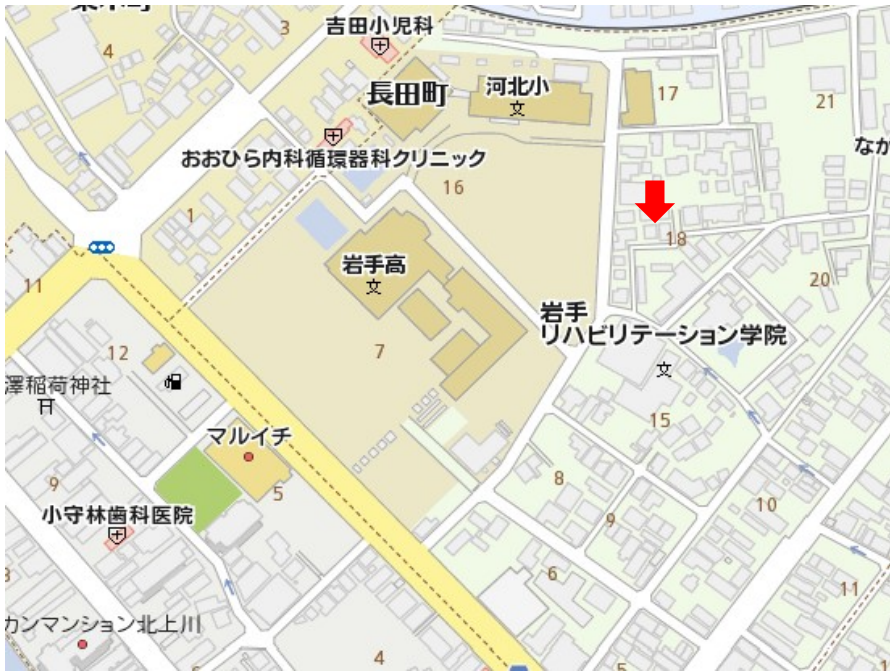 4
3
吉田小児科
長田町
河北小
17
21
なか
おおひら内科循環器科クリニック
16
1
18
岩手高
20
11
岩手
リハビリテーション学院
12
7
澤稲荷神社
15
マルイチ
8
9
5
10
小守林歯科医院
9
6
11
カンマンション北上川
4
5